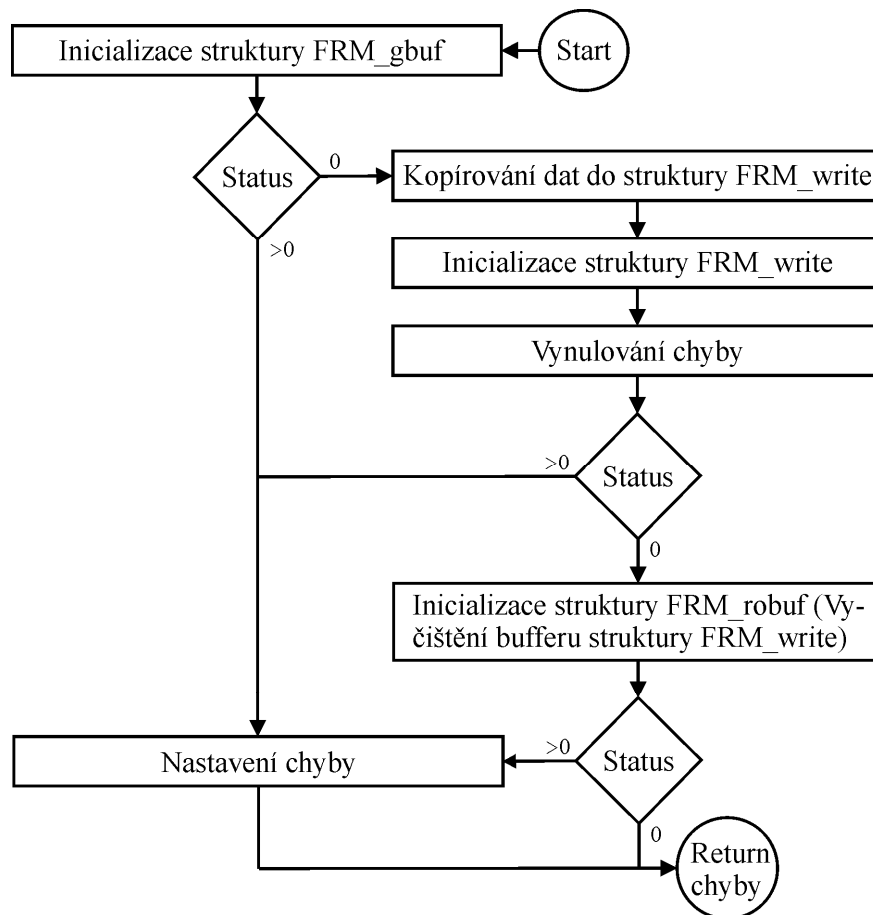 Inicializace struktury FRM_gbuf
Start
Status
0
>0
Kopírování dat do struktury FRM_write
Inicializace struktury FRM_write
Vynulování chyby
>0
Status
0
Inicializace struktury FRM_robuf (Vy-
čištění bufferu struktury FRM_write)
Nastavení chyby
>0
Status
0
Return
chyby